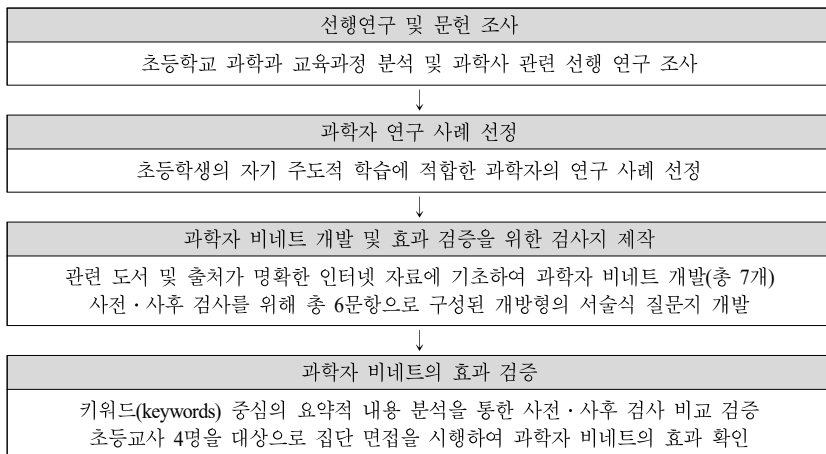 선행연구 및 문헌 조사
초등학교 과학과 교육과정 분석 및 과학사 관련 선행 연구 조사
↓
과학자 연구 사례 선정
초등학생의 자기 주도적 학습에 적합한 과학자의 연구 사례 선정
↓
과학자 비네트 개발 및 효과 검증을 위한 검사지 제작
관련 도서 및 출처가 명확한 인터넷 자료에 기초하여 과학자 비네트 개발(총 7개)
사전・사후 검사를 위해 총 6문항으로 구성된 개방형의 서술식 질문지 개발
↓
과학자 비네트의 효과 검증
키워드(keywords) 중심의 요약적 내용 분석을 통한 사전・사후 검사 비교 검증
초등교사 4명을 대상으로 집단 면접을 시행하여 과학자 비네트의 효과 확인